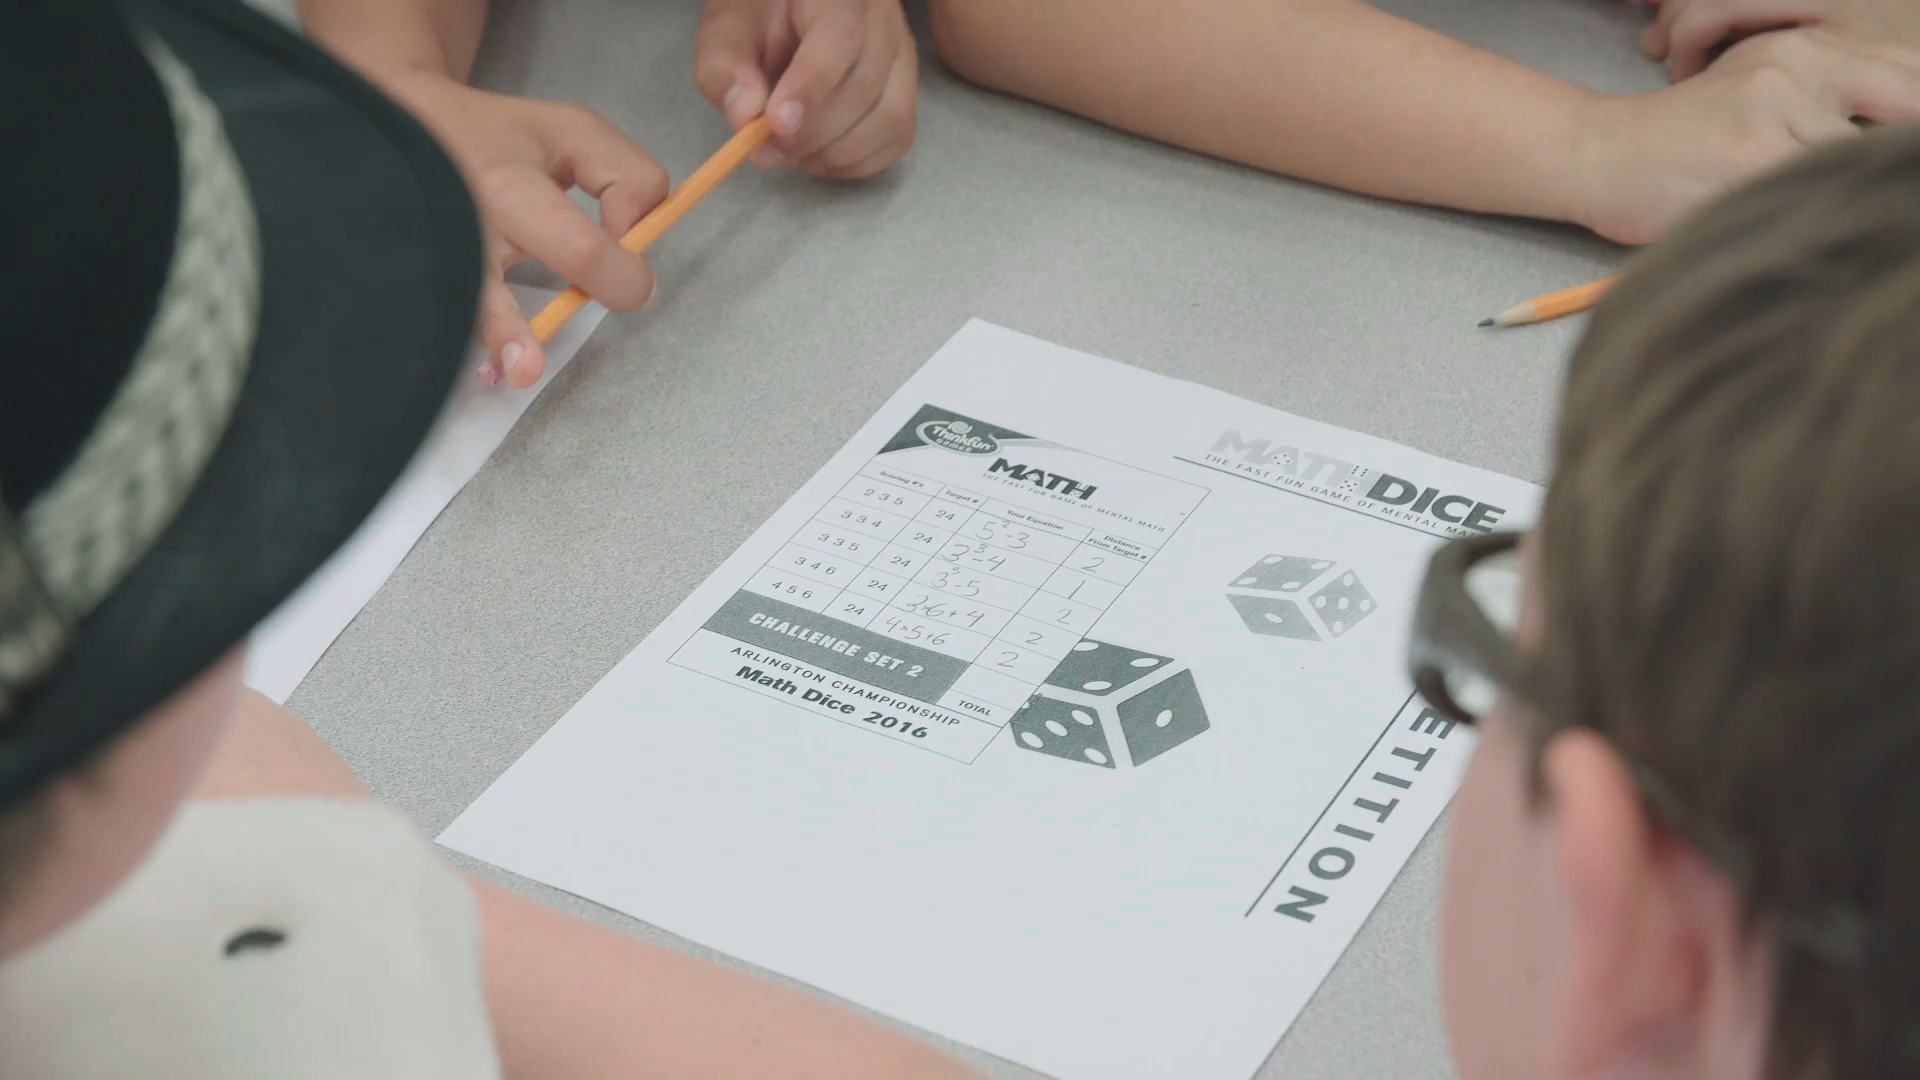 Thinkfun
GAMES
MATH
THE FAST FUN GAME OF MENTAL MATH
Scoring #'s Target # Your Equation Distance From Target #
2 3 5 24 5²-3 2
3 3 4 24 3³-4 1
3 3 5 24 3³-5 2
3 4 6 24 3×6+4 2
4 5 6 24 4×5+6 2
CHALLENGE SET 2
TOTAL
ARLINGTON CHAMPIONSHIP
Math Dice 2016
MATH DICE
THE FAST FUN GAME OF MENTAL MAT
ETITION